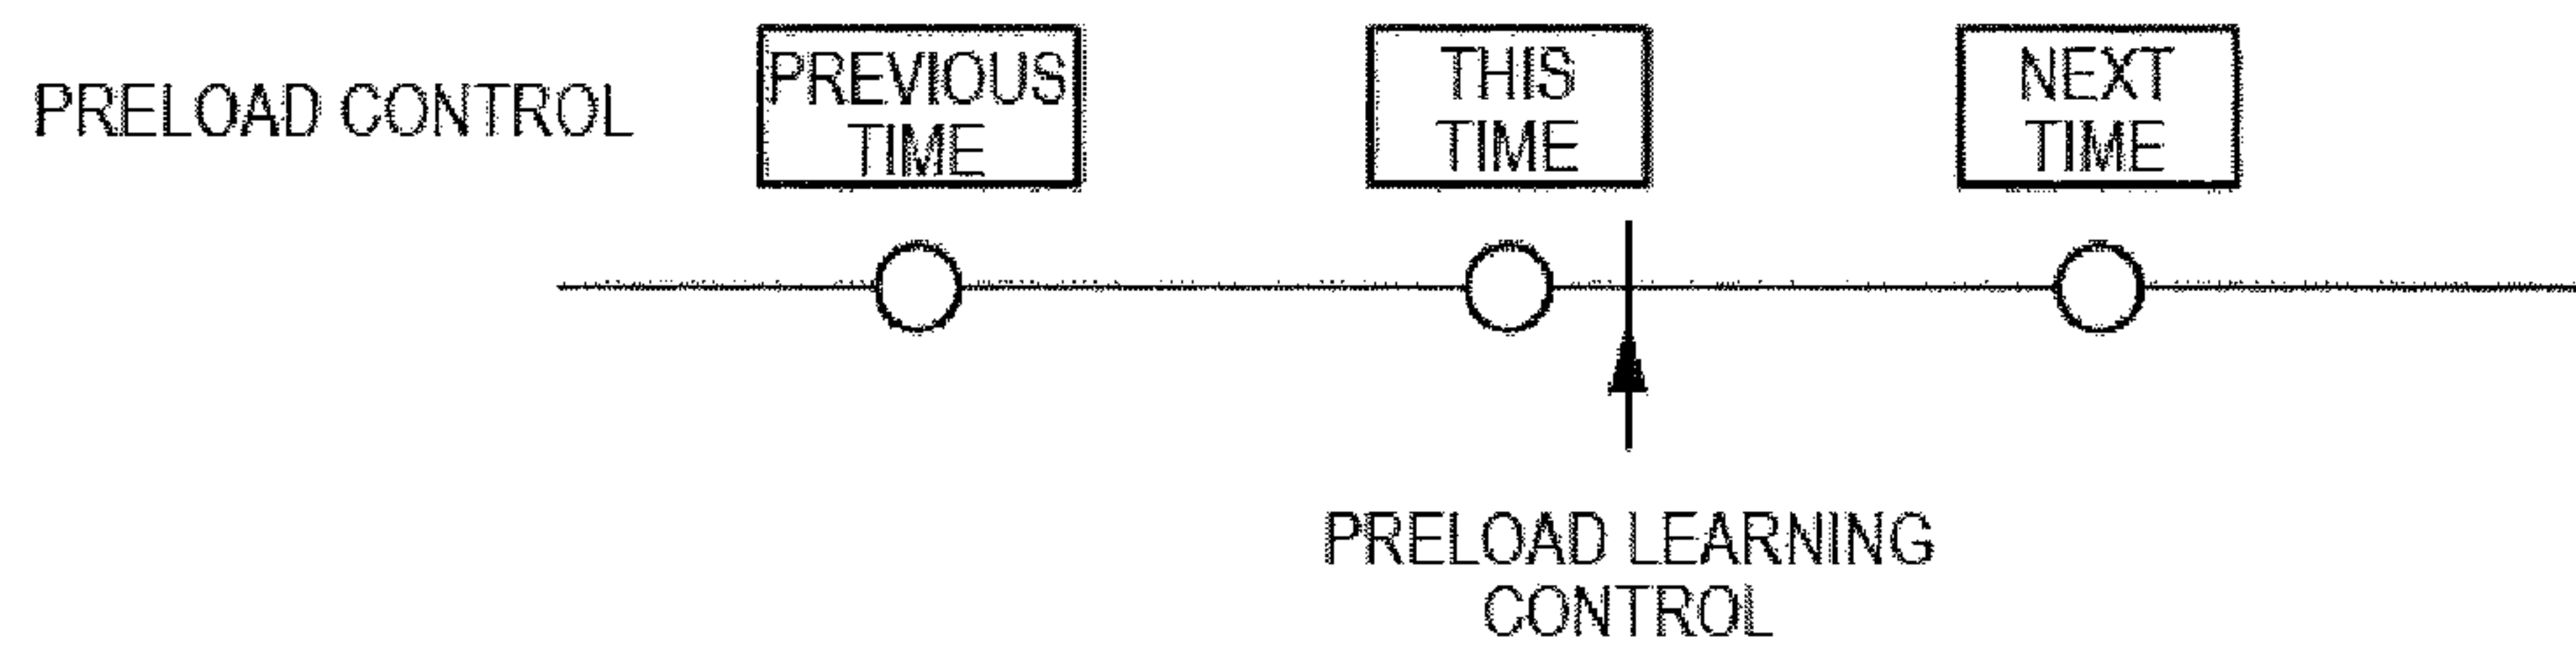 PRELOAD CONTROL
PREVIOUS
TIME
THIS
TIME
NEXT
TIME
PRELOAD LEARNING
CONTROL